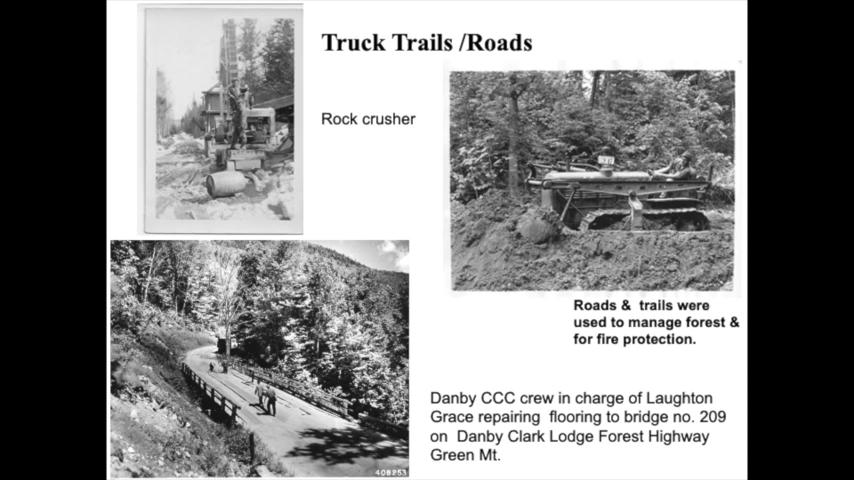 Truck Trails /Roads
Rock crusher
Roads & trails were
used to manage forest &
for fire protection.
Danby CCC crew in charge of Laughton
Grace repairing flooring to bridge no. 209
on Danby Clark Lodge Forest Highway
Green Mt.
408253